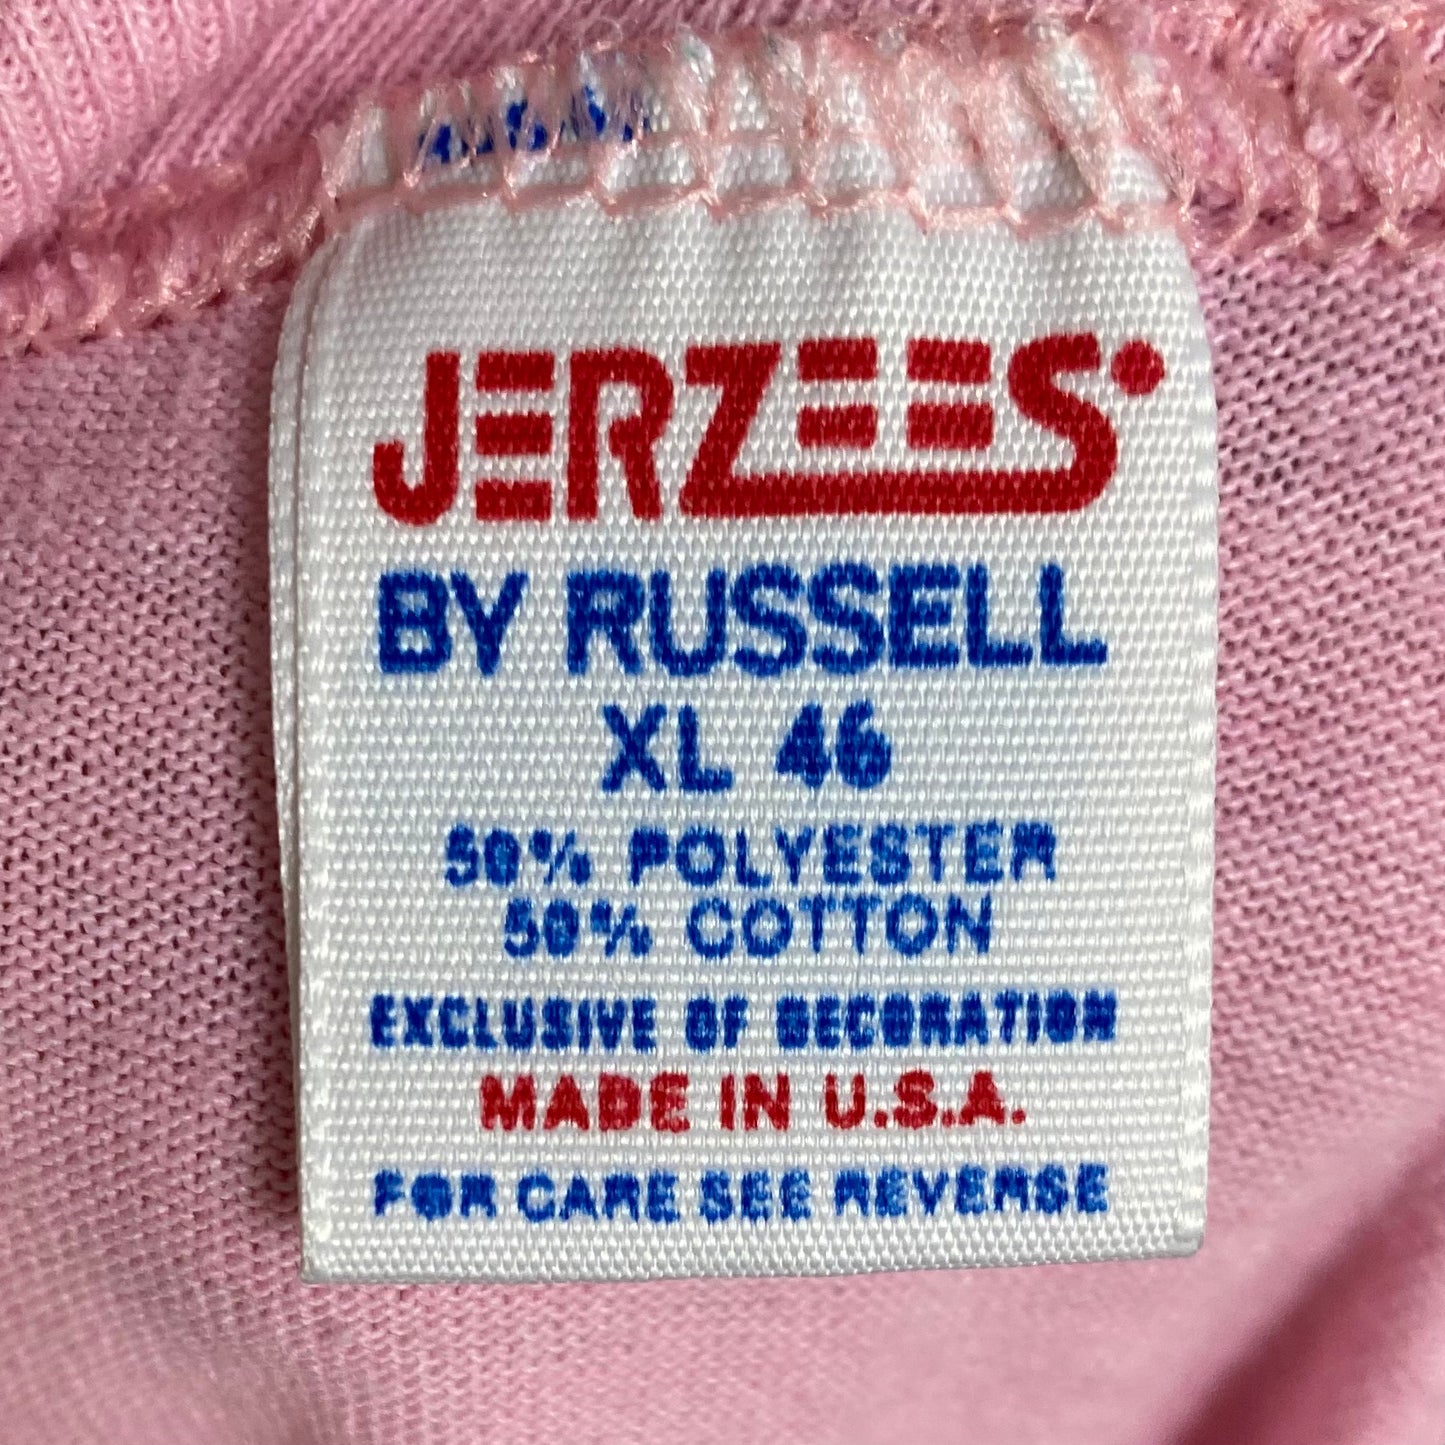 JERZEES
BY RUSSELL
XL 46
50% POLYESTER
50% COTTON
EXCLUSIVE OF DECORATION
MADE IN U.S.A.
FOR CARE SEE REVERSE